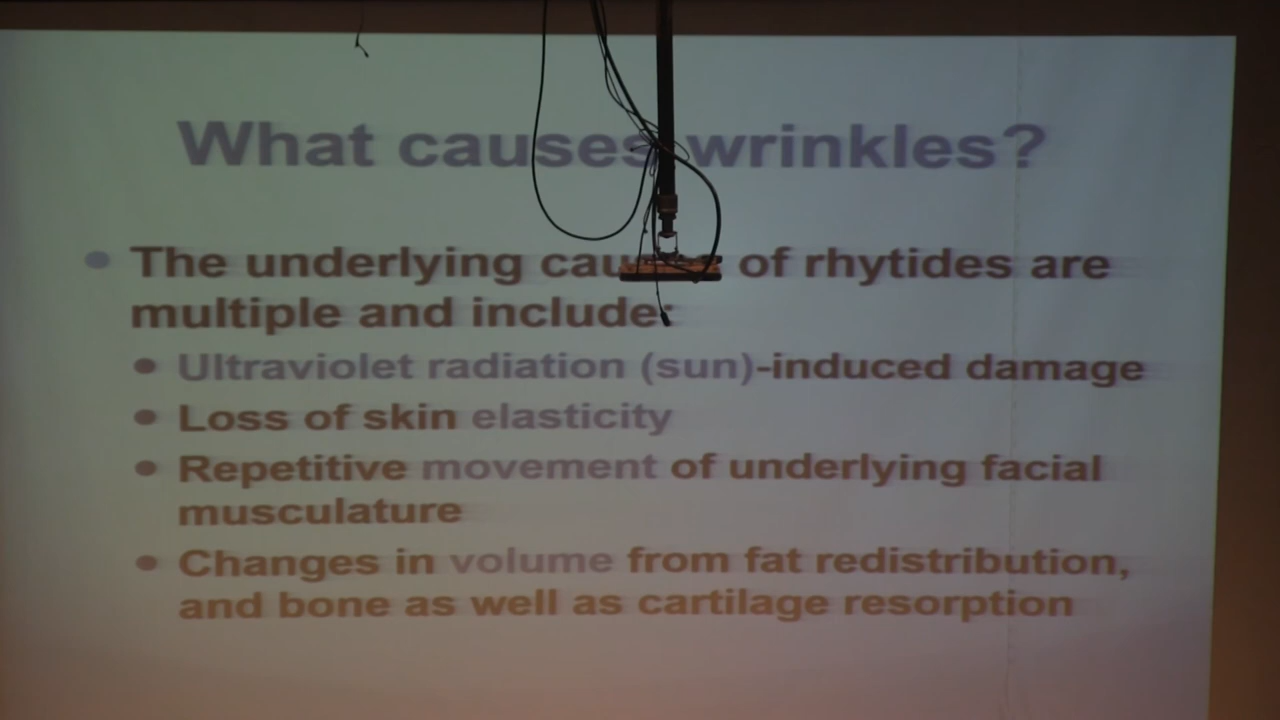 What causes wrinkles?
• The underlying cau of rhytides are
multiple and include:
• Ultraviolet radiation (sun)-induced damage
• Loss of skin elasticity
• Repetitive movement of underlying facial
musculature
• Changes in volume from fat redistribution,
and bone as well as cartilage resorption